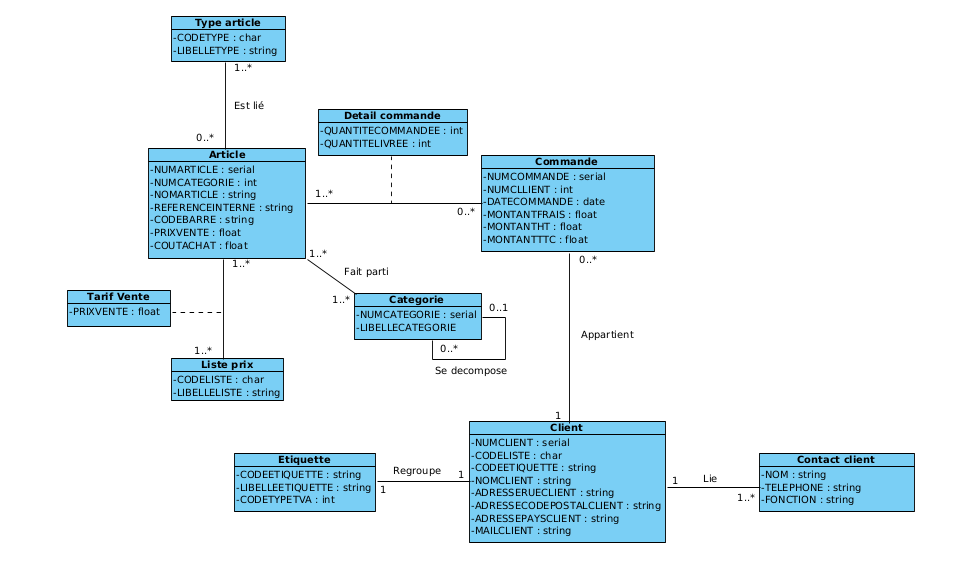 Type article
-CODETYPE : char
-LIBELLETYPE : string
1..*
Est lié
0..*
Detail commande
-QUANTITECOMMANDEE : int
-QUANTITELIVREE : int
Article
-NUMARTICLE : serial
-NUMCATEGORIE : int
-NOMARTICLE : string
-REFERENCEINTERNE : string
-CODEBARRE : string
-PRIXVENTE : float
-COUTACHAT : float
1..*
0..*
Commande
-NUMCOMMANDE : serial
-NUMCLLIENT : int
-DATECOMMANDE : date
-MONTANTFRAIS : float
-MONTANTHT : float
-MONTANTTTC : float
1..*
1..*
Fait parti
1..*
0..*
Tarif Vente
-PRIXVENTE : float
Categorie
-NUMCATEGORIE : serial
-LIBELLECATEGORIE
0..1
0..*
Se decompose
Appartient
1..*
Liste prix
-CODELISTE : char
-LIBELLELISTE : string
1
Client
-NUMCLIENT : serial
-CODELISTE : char
-CODEETIQUETTE : string
-NOMCLIENT : string
-ADRESSERUECLIENT : string
-ADRESSECODEPOSTALCLIENT : string
-ADRESSEPAYSCLIENT : string
-MAILCLIENT : string
Etiquette
-CODEETIQUETTE : string
-LIBELLEETIQUETTE : string
-CODETYPETVA : int
Regroupe
1
1
1
Lie
1..*
Contact client
-NOM : string
-TELEPHONE : string
-FONCTION : string